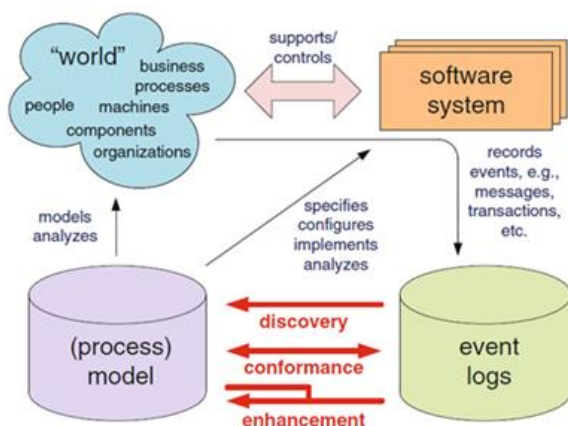 “world”
business
processes
people
machines
components
organizations
supports/
controls
software
system
models
analyzes
specifies
configures
implements
analyzes
records
events, e.g.,
messages,
transactions,
etc.
(process)
model
discovery
conformance
enhancement
event
logs